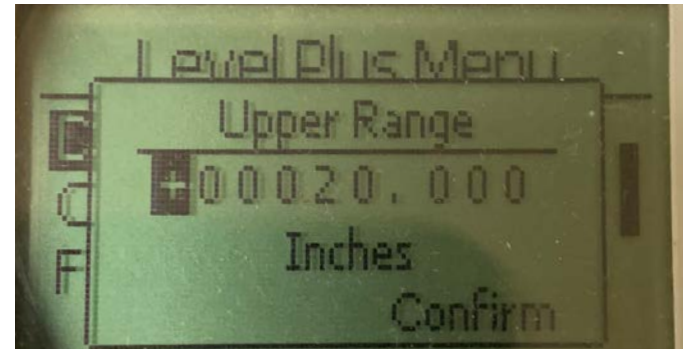 Level Plus Menu
Upper Range
+00020.000
Inches
Confirm